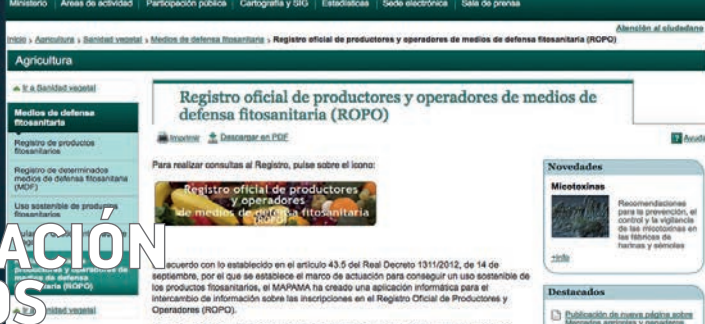 Ministerio | Áreas de actividad | Participación pública | Cartografía y SIG | Estadísticas | Sede electrónica | Sala de prensa
Atención al ciudadano
Inicio > Agricultura > Sanidad vegetal > Medios de defensa fitosanitaria > Registro oficial de productores y operadores de medios de defensa fitosanitaria (ROPO)
Agricultura
Ir a Sanidad vegetal
Medios de defensa
fitosanitaria
Registro de productos
fitosanitarios
Registro de determinados
medios de defensa fitosanitaria
(MDF)
Uso sostenible de productos
fitosanitarios
productores y operadores de
medios de defensa
(ROPO)
Sanidad vegetal
ACIÓN
OS
Registro oficial de productores y operadores de medios de
defensa fitosanitaria (ROPO)
Imprimir Descargar en PDF
Ayuda
Para realizar consultas al Registro, pulse sobre el icono:
Registro oficial de productores
y operadores
de medios de defensa fitosanitaria
(ROPO)
acuerdo con lo establecido en el artículo 43.5 del Real Decreto 1311/2012, de 14 de
septiembre, por el que se establece el marco de actuación para conseguir un uso sostenible de
los productos fitosanitarios, el MAPAMA ha creado una aplicación informática para el
intercambio de información sobre las inscripciones en el Registro Oficial de Productores y
Operadores (ROPO).
Novedades
Micotoxinas
Recomendaciones
para la prevención, el
control y la vigilancia
de las micotoxinas en
las fábricas de
harinas y sémolas
+info
Destacados
Publicación de nueva página sobre